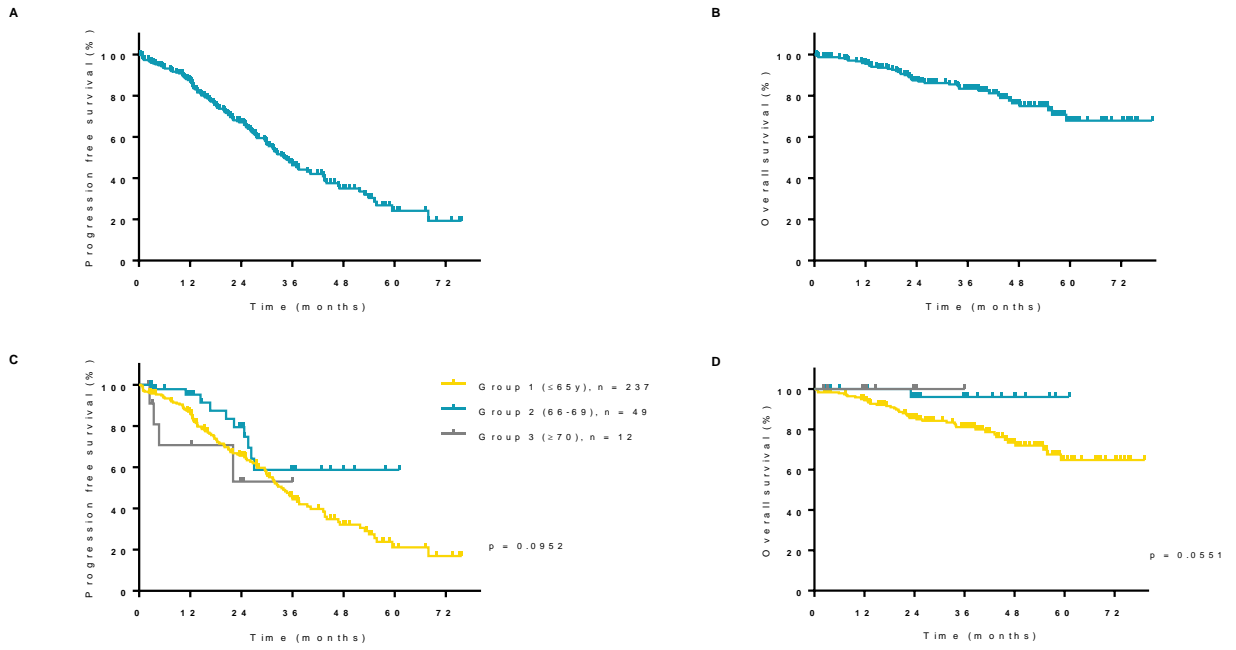 A
Progression free survival (%)
100
80
60
40
20
0
0 12 24 36 48 60 72
Time (months)
B
Overall survival (%)
100
80
60
40
20
0
0 12 24 36 48 60 72
Time (months)
C
Progression free survival (%)
100
80
60
40
20
0
0 12 24 36 48 60 72
Time (months)
Group 1 (≤65y), n = 237
Group 2 (66-69), n = 49
Group 3 (≥70), n = 12
p = 0.0952
D
Overall survival (%)
100
80
60
40
20
0
0 12 24 36 48 60 72
Time (months)
p = 0.0551